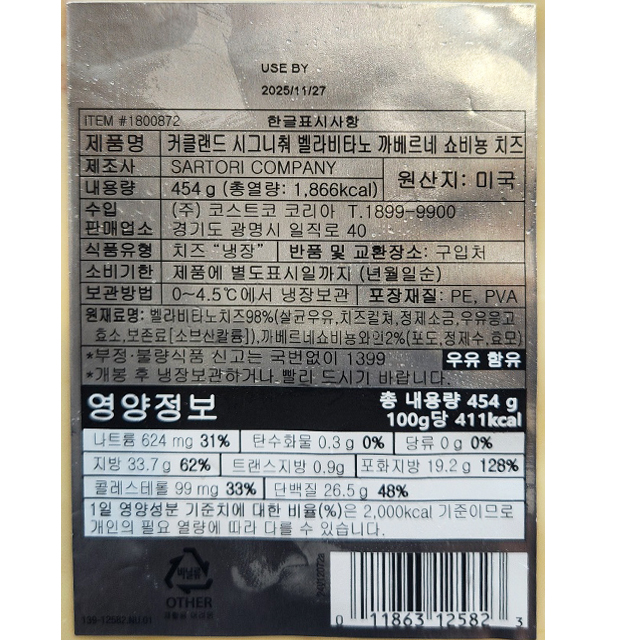 USE BY
2025/11/27
ITEM #1800872 한글표시사항
제품명 커클랜드 시그니춰 벨라비타노 까베르네 쇼비뇽 치즈
제조사 SARTORI COMPANY
원산지: 미국
내용량 454 g (총열량: 1,866kcal)
수입 (주) 코스트코 코리아 T.1899-9900
판매업소 경기도 광명시 일직로 40
식품유형 치즈 "냉장" 반품 및 교환장소: 구입처
소비기한 제품에 별도표시일까지 (년월일순)
보관방법 0~4.5℃에서 냉장보관 포장재질: PE, PVA
원재료명: 벨라비타노치즈98%(살균우유,치즈컬쳐,정제소금,우유응고
효소,보존료[소브산칼륨]),까베르네쇼비뇽와인2%(포도,정제수,효모)
*부정·불량식품 신고는 국번없이 1399 우유 함유
*개봉 후 냉장보관하거나 빨리 드시기 바랍니다.
영양정보 총 내용량 454 g
100g당 411kcal
나트륨 624 mg 31% 탄수화물 0.3 g 0% 당류 0 g 0%
지방 33.7 g 62% 트랜스지방 0.9g 포화지방 19.2 g 128%
콜레스테롤 99 mg 33% 단백질 26.5 g 48%
1일 영양성분 기준치에 대한 비율(%)은 2,000kcal 기준이므로
개인의 필요 열량에 따라 다를 수 있습니다.
바닐류
OTHER
136-12582.NU.01
0 11863 12582 3